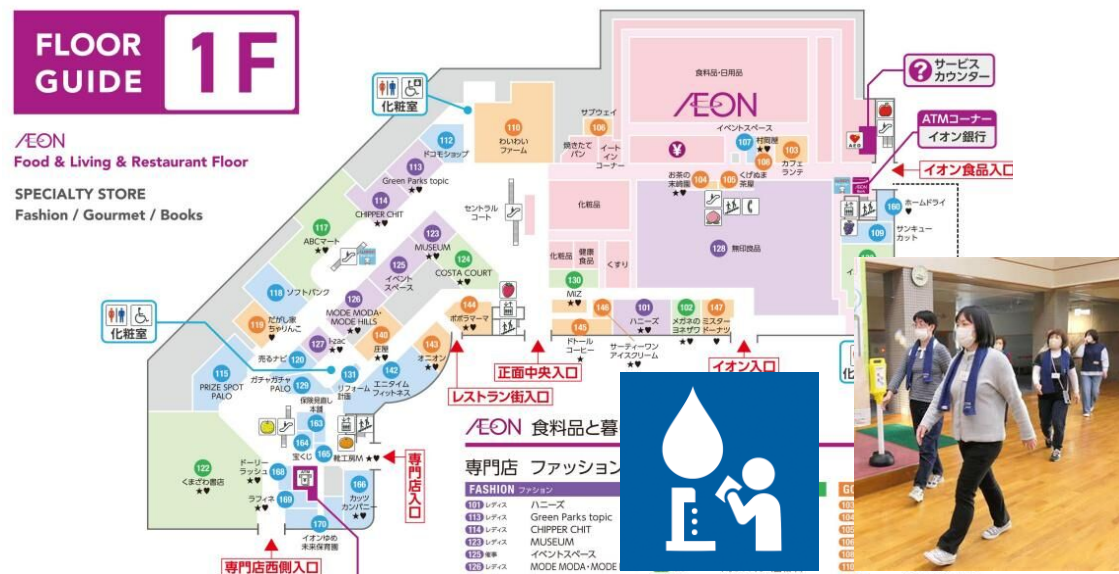 FLOOR
GUIDE
1F
ÆON
Food & Living & Restaurant Floor
SPECIALTY STORE
Fashion / Gourmet / Books
化粧室
110
わいわい
ファーム
サブウェイ
106
焼きたて
パン
イート
イン
コーナー
食料品・日用品
ÆON
イベントスペース
107
村岡屋
★♥
108
103
カフェ
ランテ
¥
お茶の
末崎園
★♥
104
105
くげぬま
茶屋
? サービス
カウンター
AED
ATMコーナー
イオン銀行
イオン食品入口
160
ホームドライ
♥
109
サンキュー
カット
112
ドコモショップ
113
Green Parks topic
★♥
114
CHIPPER CHIT
★♥
117
ABCマート
★♥
セントラル
コート
化粧品
化粧品
健康
食品
くすり
128 無印良品
123
MUSEUM
★♥
124
COSTA COURT
★♥
125
イベント
スペース
126
MODE MODA・
MODE HILLS
★♥
118 ソフトバンク
119
だがし家
ちゃりんこ
★♥
127
i-zac
★♥
140
庄屋
★♥
144
ポポラマーマ
★♥
143
オニオン
★♥
130
MIZ
★♥
146
サーティーワン
アイスクリーム
145
ドトール
コーヒー
★
101
ハニーズ
★♥
102
メガネの
ヨネザワ
★♥
147
ミスター
ドーナツ
★♥
化粧室
売るナビ 120
ガチャガチャ
PALO
129
115
PRIZE SPOT
PALO
131
リフォーム
計画
142
エニタイム
フィットネス
保険見直し
本舗
163
164
宝くじ
165
靴工房M ★♥
レストラン街入口
正面中央入口
イオン入口
専門店入口
122
くまざわ書店
★♥
ドーリー
ラッシュ
★♥
168
ラフィネ
★♥
169
166
カッツ
カンパニー
★♥
170
イオンゆめ
未来保育園
専門店西側入口
ÆON 食料品と暮
専門店 ファッション
FASHION ファション
101 レディス ハニーズ
113 レディス Green Parks topic
114 レディス CHIPPER CHIT
123 レディス MUSEUM
125 催事 イベントスペース
126 レディス MODE MODA・MODE